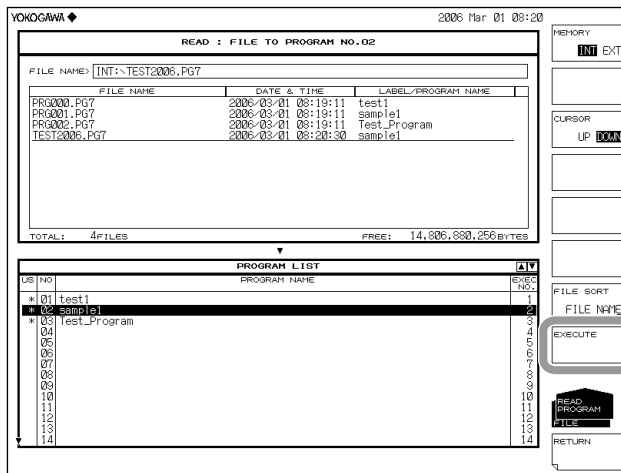 YOKOGAWA ◆ 2006 Mar 01 08:20
READ : FILE TO PROGRAM NO.02
FILE NAME> INT:\TEST2006.PG7
FILE NAME DATE & TIME LABEL/PROGRAM NAME
PRG000.PG7 2006/03/01 08:19:11 test1
PRG001.PG7 2006/03/01 08:19:11 sample1
PRG002.PG7 2006/03/01 08:19:11 Test_Program
TEST2006.PG7 2006/03/01 08:20:30 sample1
TOTAL: 4FILES FREE: 14,806,880,256BYTES
PROGRAM LIST
US NO PROGRAM NAME EXEC NO.
* 01 test1 1
* 02 sample1 2
* 03 Test_Program 3
04 4
05 5
06 6
07 7
08 8
09 9
10 10
11 11
12 12
13 13
14 14
MEMORY
INT EXT
CURSOR
UP DOWN
FILE SORT
FILE NAME
EXECUTE
READ
PROGRAM
FILE
RETURN